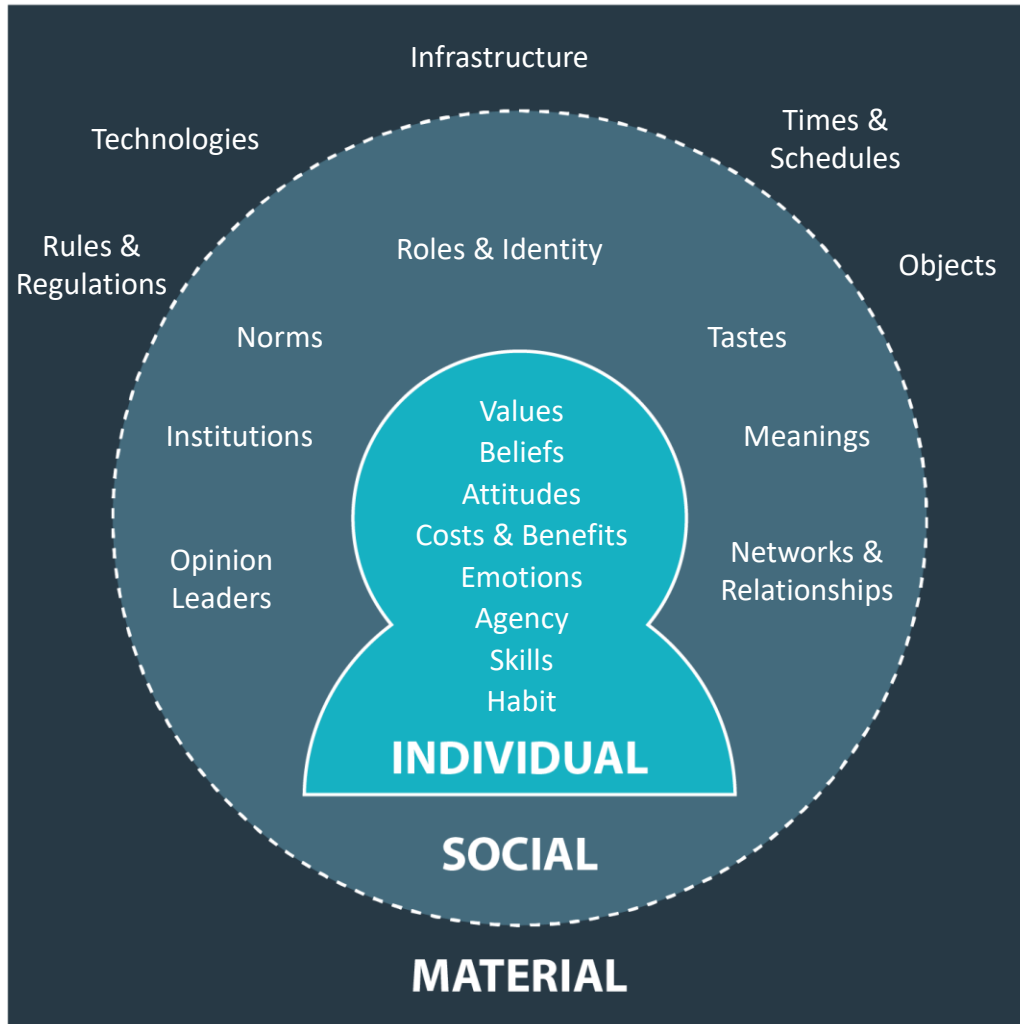 Infrastructure
Technologies
Times &
Schedules
Rules &
Regulations
Objects
Roles & Identity
Norms
Tastes
Institutions
Meanings
Opinion
Leaders
Networks &
Relationships
Values
Beliefs
Attitudes
Costs & Benefits
Emotions
Agency
Skills
Habit
INDIVIDUAL
SOCIAL
MATERIAL